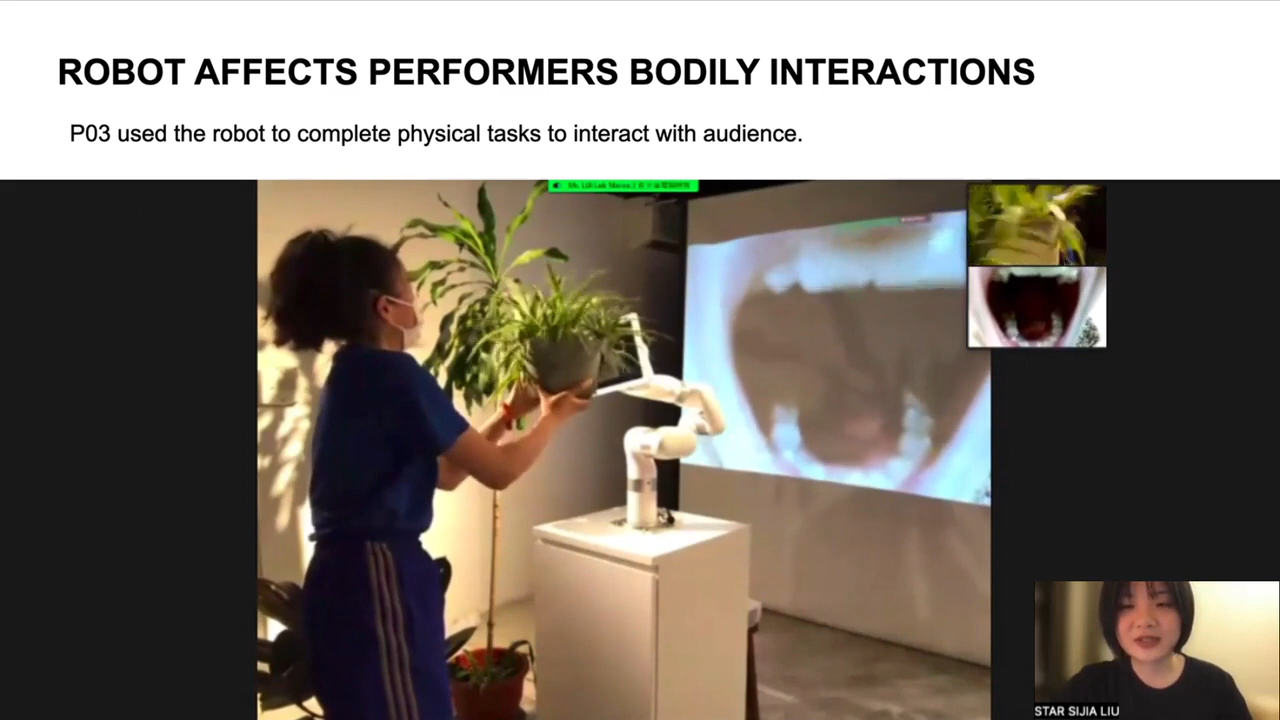 ROBOT AFFECTS PERFORMERS BODILY INTERACTIONS
P03 used the robot to complete physical tasks to interact with audience.
STAR SIJIA LIU